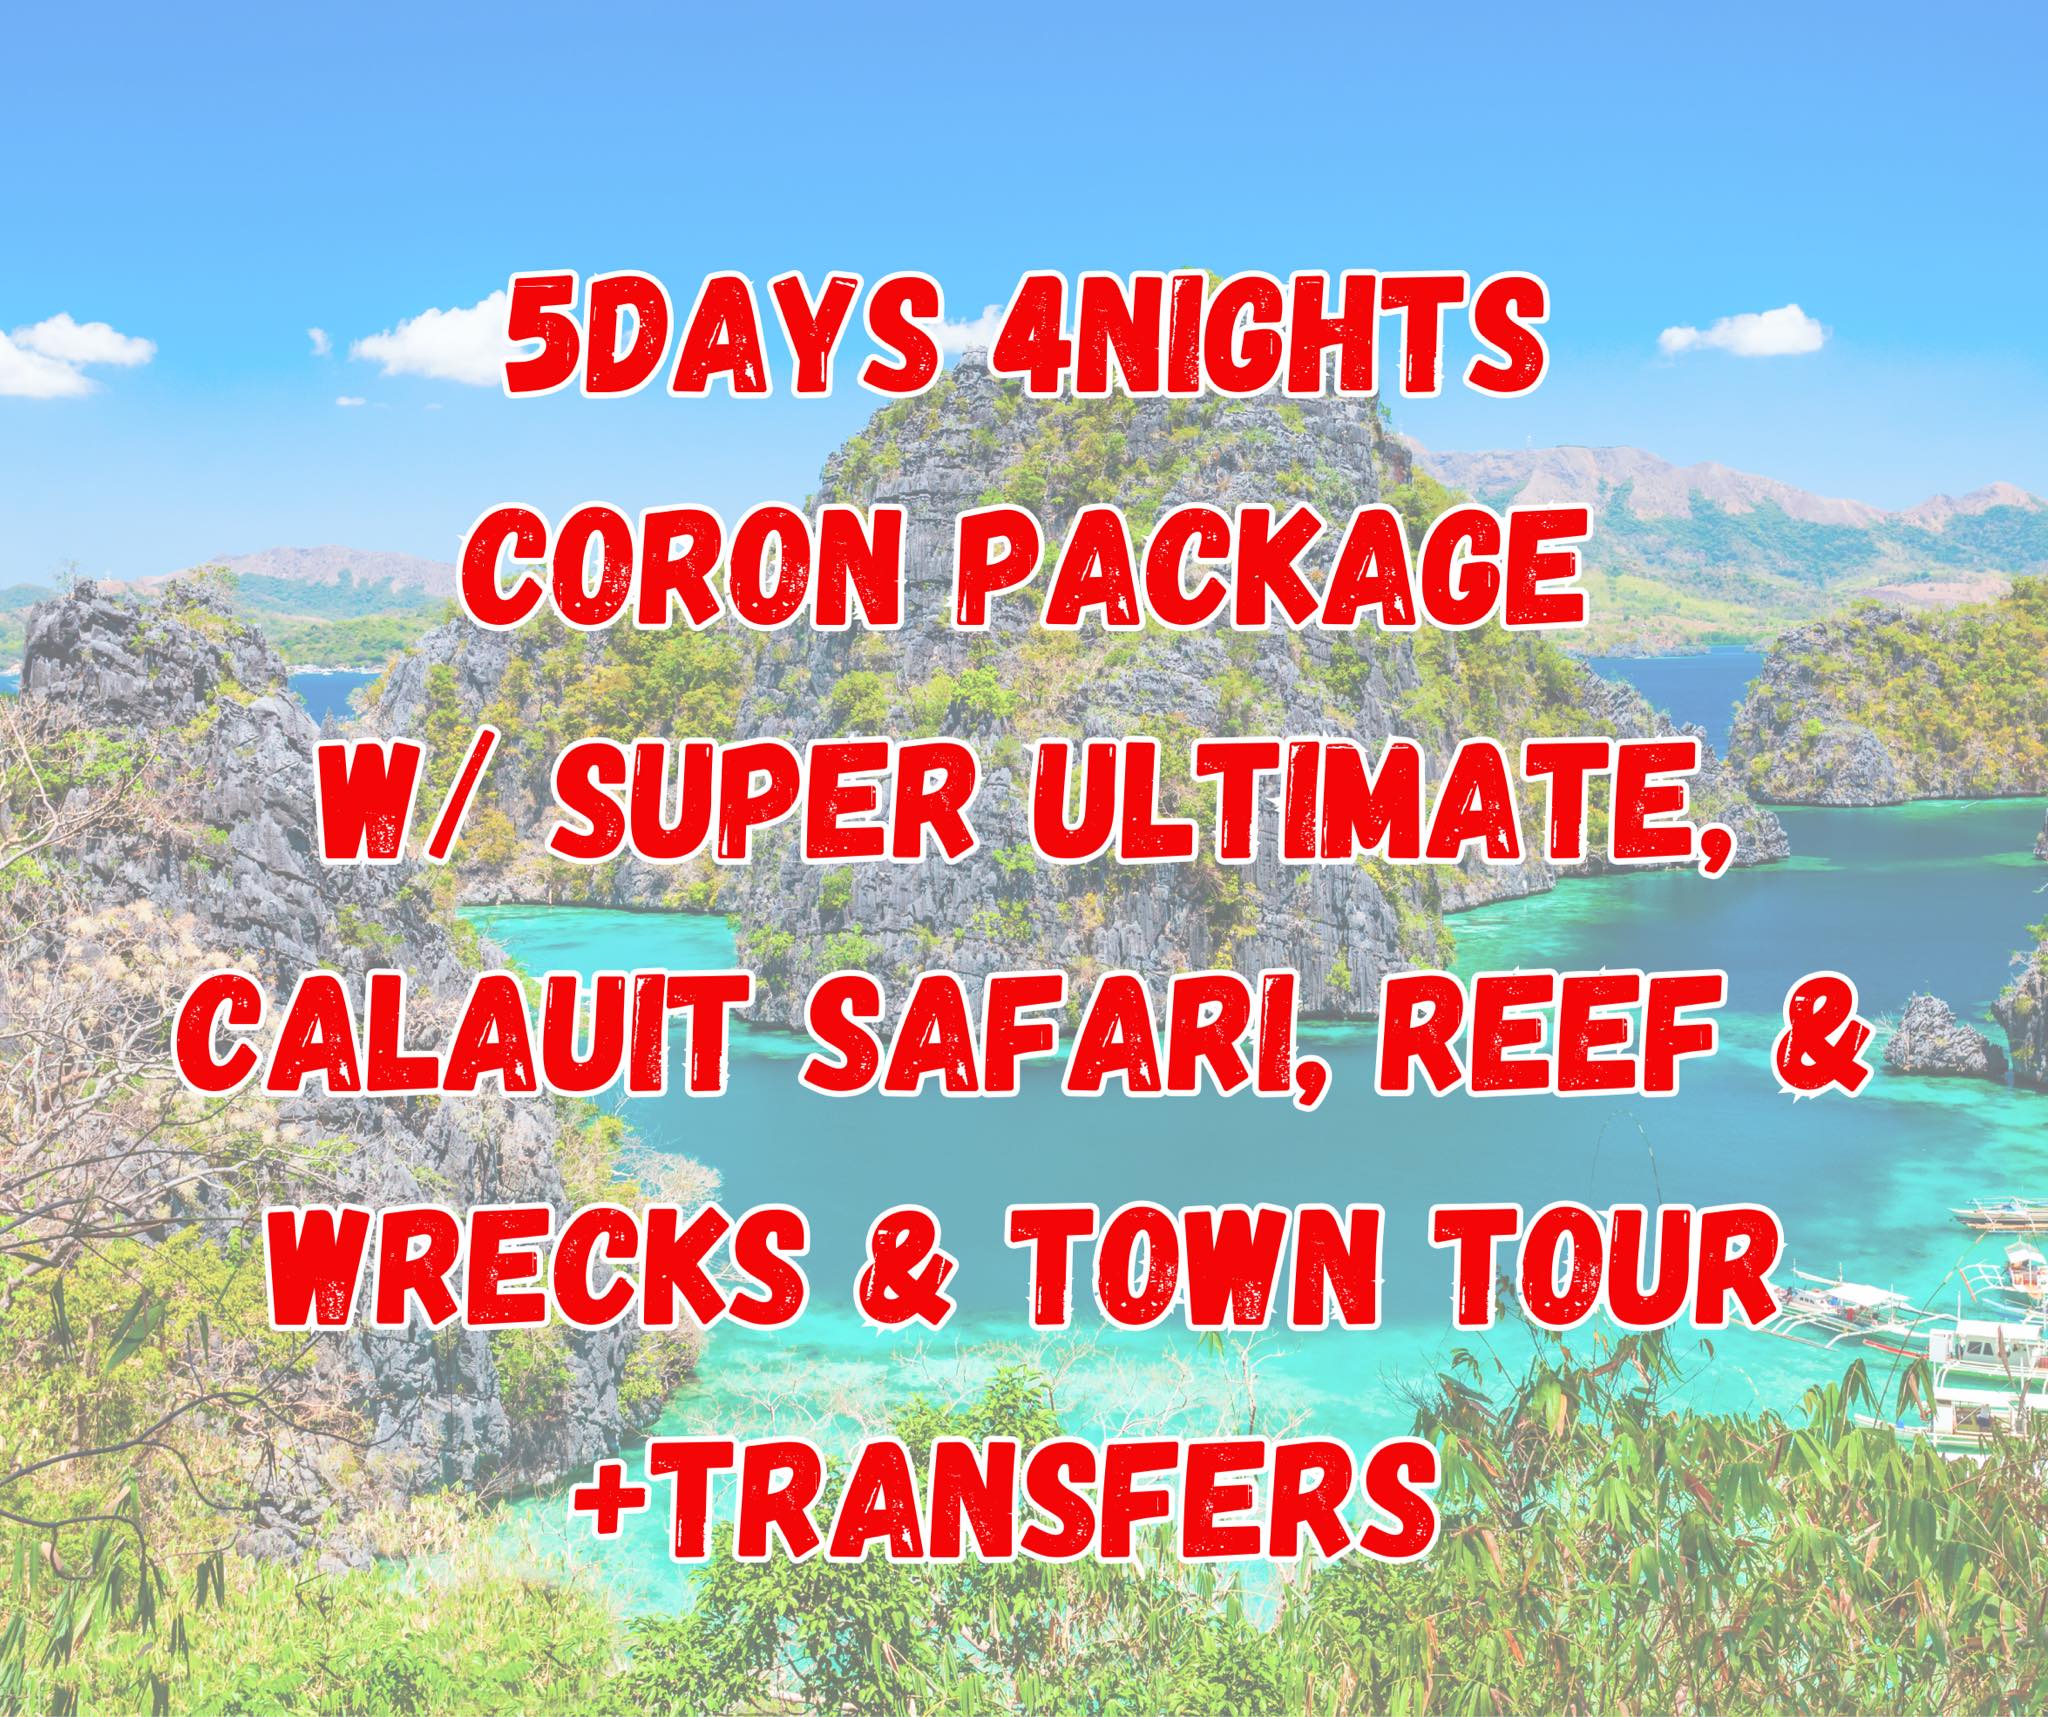 5DAYS 4NIGHTS
CORON PACKAGE
W/ SUPER ULTIMATE,
CALAUIT SAFARI, REEF &
WRECKS & TOWN TOUR
+TRANSFERS